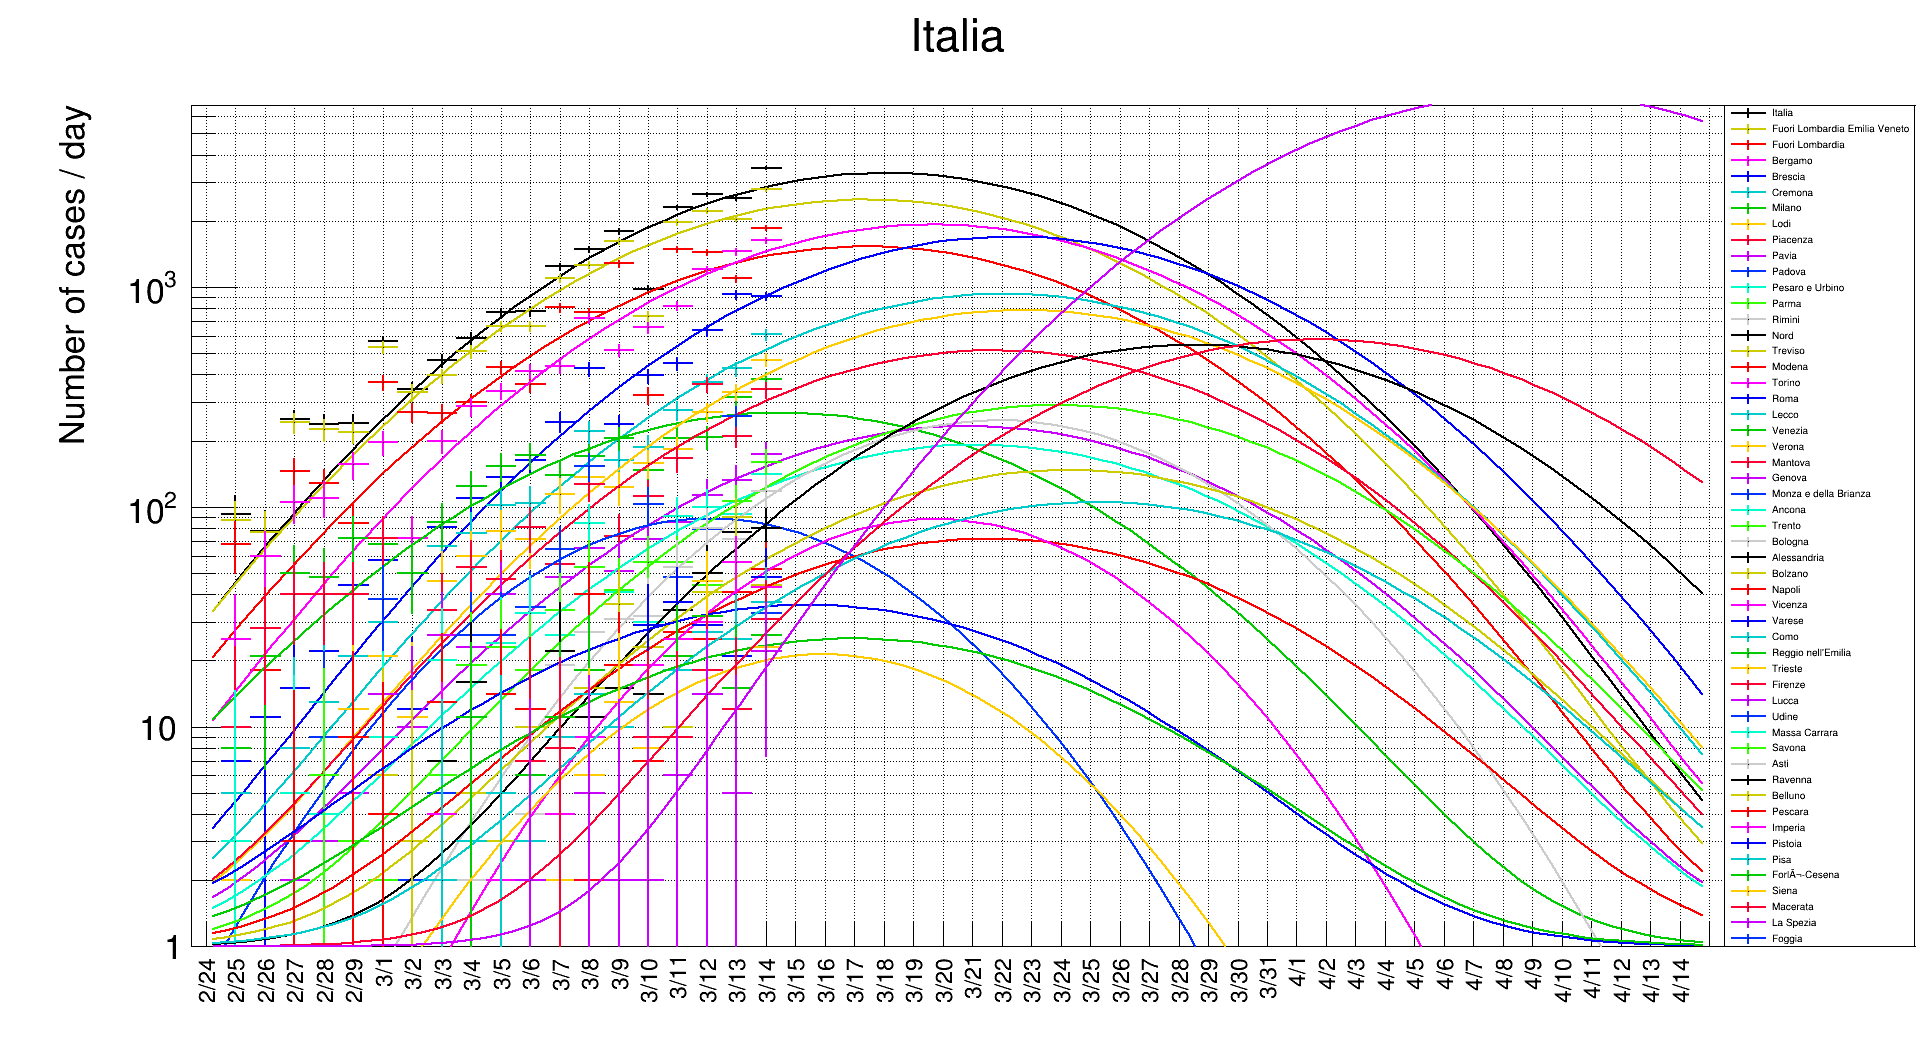 Italia
Number of cases / day
10³
10²
10
1
2/24
2/25
2/26
2/27
2/28
2/29
3/1
3/2
3/3
3/4
3/5
3/6
3/7
3/8
3/9
3/10
3/11
3/12
3/13
3/14
3/15
3/16
3/17
3/18
3/19
3/20
3/21
3/22
3/23
3/24
3/25
3/26
3/27
3/28
3/29
3/30
3/31
4/1
4/2
4/3
4/4
4/5
4/6
4/7
4/8
4/9
4/10
4/11
4/12
4/13
4/14
Italia
Fuori Lombardia Emilia Veneto
Fuori Lombardia
Bergamo
Brescia
Cremona
Milano
Lodi
Piacenza
Pavia
Padova
Pesaro e Urbino
Parma
Rimini
Nord
Treviso
Modena
Torino
Roma
Lecco
Venezia
Verona
Mantova
Genova
Monza e della Brianza
Ancona
Trento
Bologna
Alessandria
Bolzano
Napoli
Vicenza
Varese
Como
Reggio nell'Emilia
Trieste
Firenze
Lucca
Udine
Massa Carrara
Savona
Asti
Ravenna
Belluno
Pescara
Imperia
Pistoia
Pisa
ForlÃ¬-Cesena
Siena
Macerata
La Spezia
Foggia